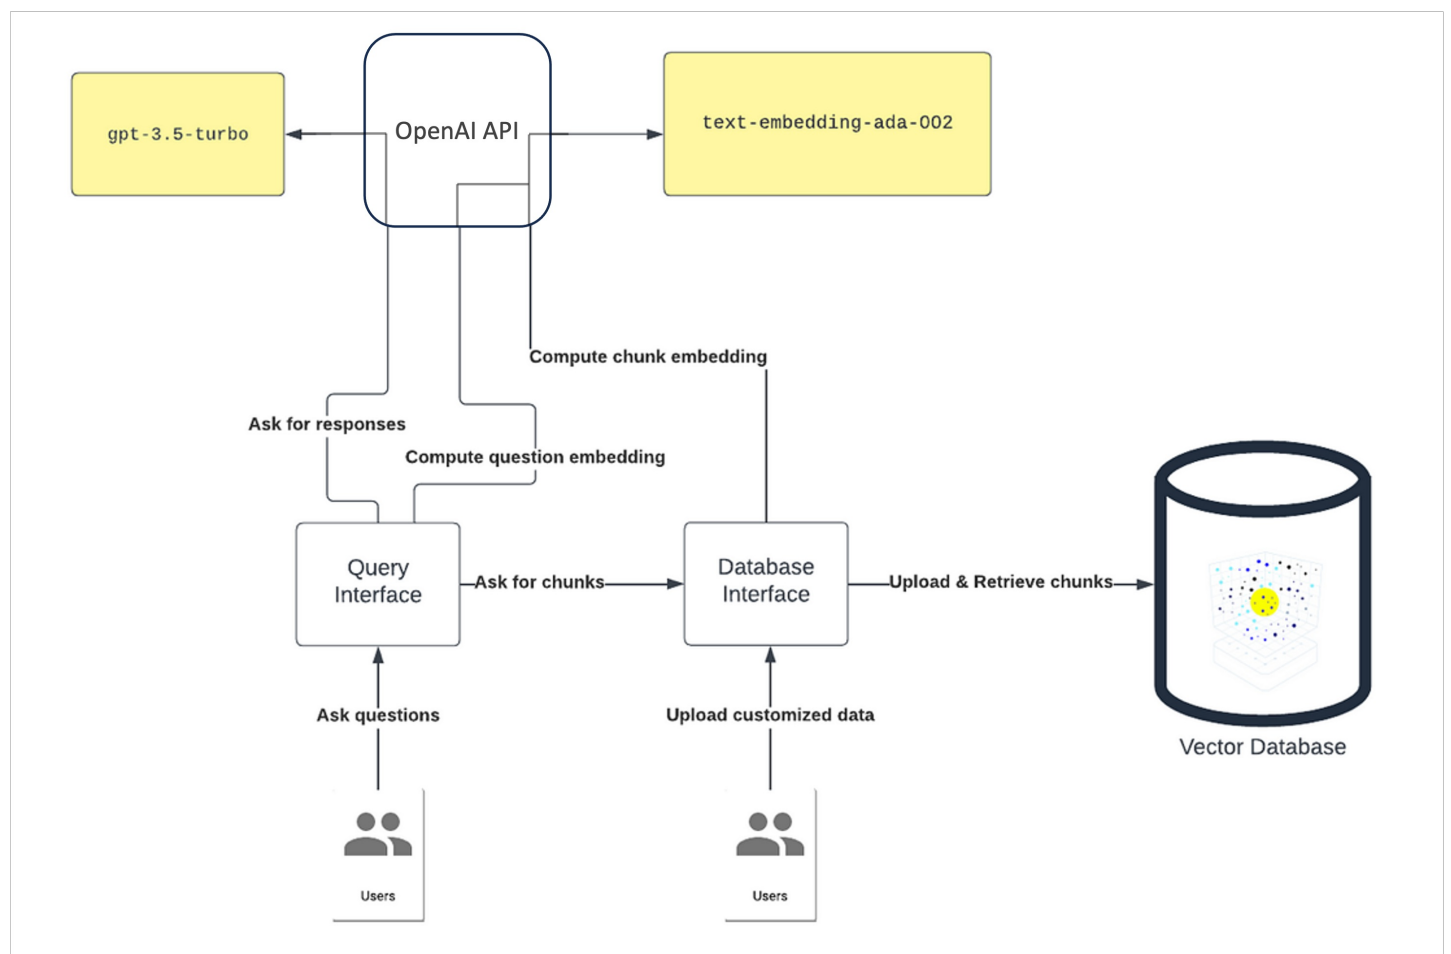 gpt-3.5-turbo
OpenAI API
text-embedding-ada-002
Compute chunk embedding
Ask for responses
Compute question embedding
Query
Interface
Ask for chunks
Database
Interface
Upload & Retrieve chunks
Ask questions
Upload customized data
Vector Database
Users
Users